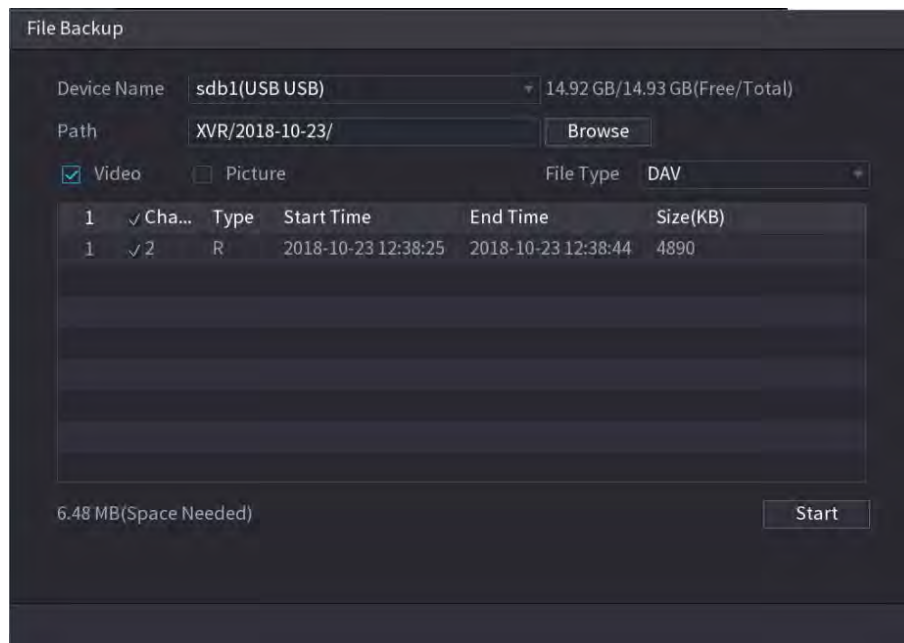 File Backup
Device Name sdb1(USB USB) 14.92 GB/14.93 GB(Free/Total)
Path XVR/2018-10-23/ Browse
Video Picture File Type DAV
1 Cha... Type Start Time End Time Size(KB)
1 2 R 2018-10-23 12:38:25 2018-10-23 12:38:44 4890
6.48 MB(Space Needed) Start